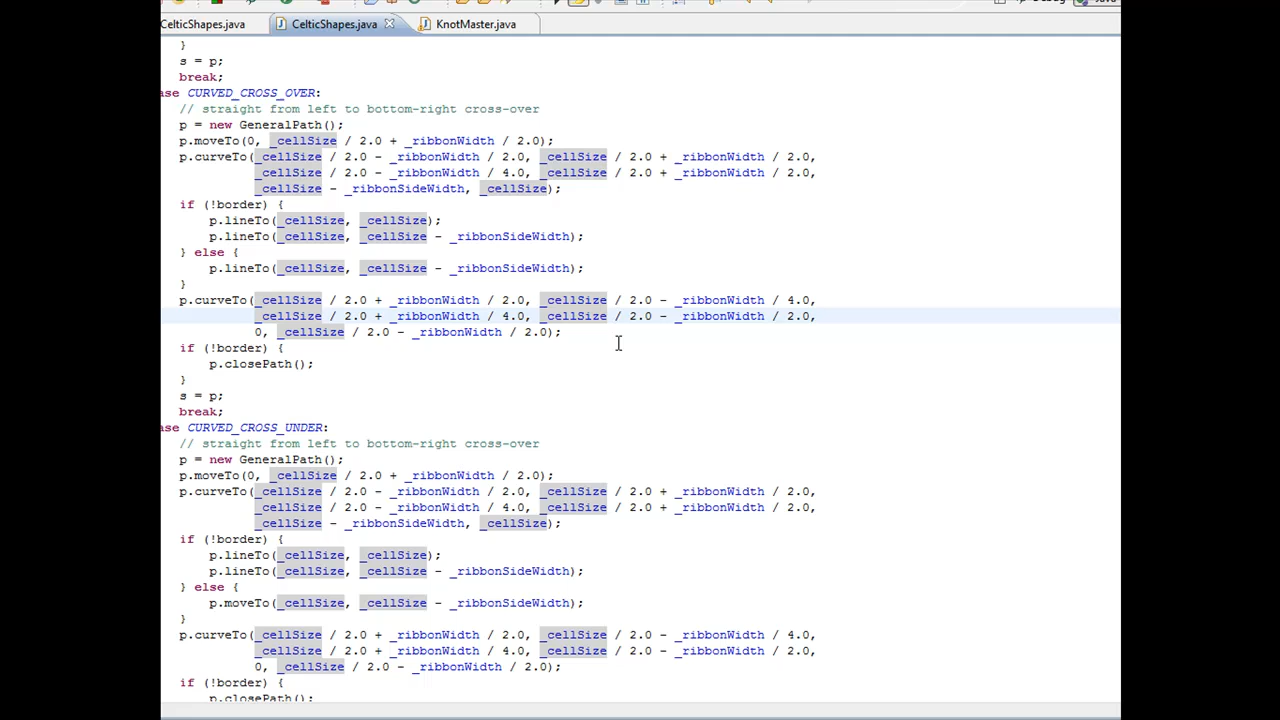 CelticShapes.java CelticShapes.java KnotMaster.java
}
s = p;
break;
ase CURVED_CROSS_OVER:
// straight from left to bottom-right cross-over
p = new GeneralPath();
p.moveTo(0, _cellSize / 2.0 + _ribbonWidth / 2.0);
p.curveTo(_cellSize / 2.0 - _ribbonWidth / 2.0, _cellSize / 2.0 + _ribbonWidth / 2.0,
_cellSize / 2.0 - _ribbonWidth / 4.0, _cellSize / 2.0 + _ribbonWidth / 2.0,
_cellSize - _ribbonSideWidth, _cellSize);
if (!border) {
p.lineTo(_cellSize, _cellSize);
p.lineTo(_cellSize, _cellSize - _ribbonSideWidth);
} else {
p.lineTo(_cellSize, _cellSize - _ribbonSideWidth);
}
p.curveTo(_cellSize / 2.0 + _ribbonWidth / 2.0, _cellSize / 2.0 - _ribbonWidth / 4.0,
_cellSize / 2.0 + _ribbonWidth / 4.0, _cellSize / 2.0 - _ribbonWidth / 2.0,
0, _cellSize / 2.0 - _ribbonWidth / 2.0);
if (!border) {
p.closePath();
}
s = p;
break;
ase CURVED_CROSS_UNDER:
// straight from left to bottom-right cross-over
p = new GeneralPath();
p.moveTo(0, _cellSize / 2.0 + _ribbonWidth / 2.0);
p.curveTo(_cellSize / 2.0 - _ribbonWidth / 2.0, _cellSize / 2.0 + _ribbonWidth / 2.0,
_cellSize / 2.0 - _ribbonWidth / 4.0, _cellSize / 2.0 + _ribbonWidth / 2.0,
_cellSize - _ribbonSideWidth, _cellSize);
if (!border) {
p.lineTo(_cellSize, _cellSize);
p.lineTo(_cellSize, _cellSize - _ribbonSideWidth);
} else {
p.moveTo(_cellSize, _cellSize - _ribbonSideWidth);
}
p.curveTo(_cellSize / 2.0 + _ribbonWidth / 2.0, _cellSize / 2.0 - _ribbonWidth / 4.0,
_cellSize / 2.0 + _ribbonWidth / 4.0, _cellSize / 2.0 - _ribbonWidth / 2.0,
0, _cellSize / 2.0 - _ribbonWidth / 2.0);
if (!border) {
p.closePath();